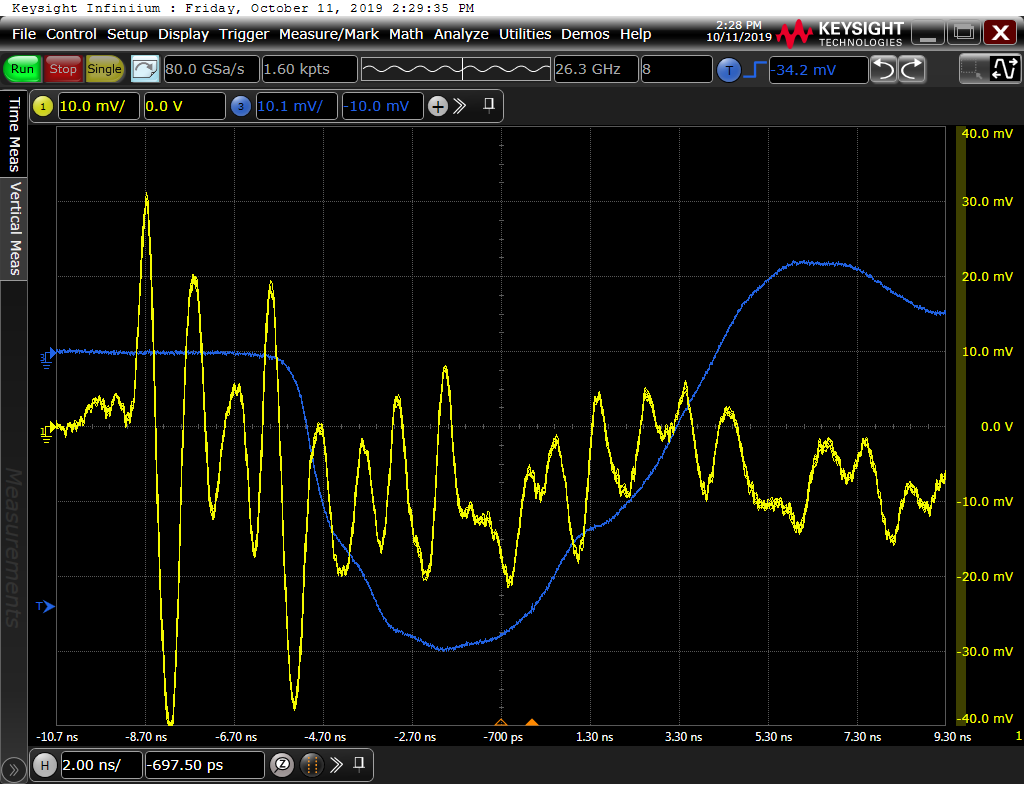 Keysight Infiniium : Friday, October 11, 2019 2:29:35 PM
File Control Setup Display Trigger Measure/Mark Math Analyze Utilities Demos Help
2:28 PM
10/11/2019
KEYSIGHT
TECHNOLOGIES
Run Stop Single 80.0 GSa/s 1.60 kpts 26.3 GHz 8 T -34.2 mV
1 10.0 mV/ 0.0 V 3 10.1 mV/ -10.0 mV
Time Meas
Vertical Meas
Measurements
40.0 mV
30.0 mV
20.0 mV
10.0 mV
0.0 V
-10.0 mV
-20.0 mV
-30.0 mV
-40.0 mV
3
1
T
-10.7 ns -8.70 ns -6.70 ns -4.70 ns -2.70 ns -700 ps 1.30 ns 3.30 ns 5.30 ns 7.30 ns 9.30 ns 1
H 2.00 ns/ -697.50 ps Z